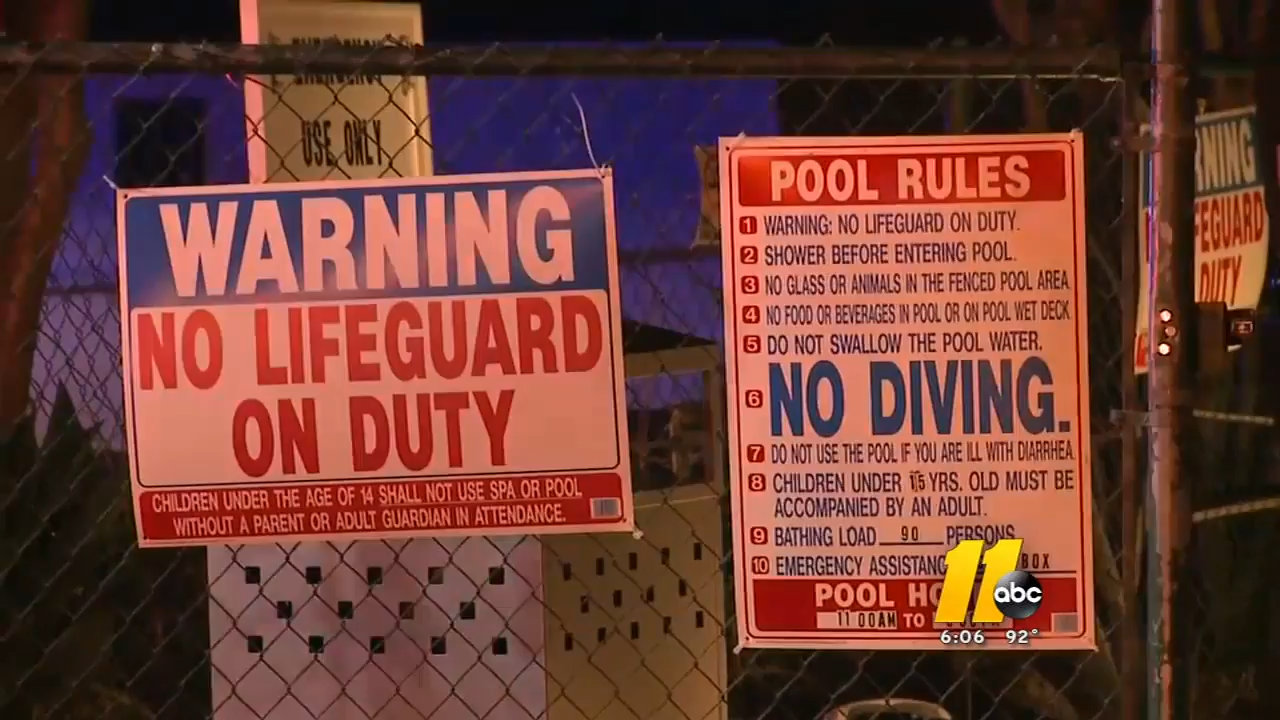 EMERGENCY
USE ONLY
WARNING
NO LIFEGUARD
ON DUTY
CHILDREN UNDER THE AGE OF 14 SHALL NOT USE SPA OR POOL
WITHOUT A PARENT OR ADULT GUARDIAN IN ATTENDANCE.
POOL RULES
1 WARNING: NO LIFEGUARD ON DUTY.
2 SHOWER BEFORE ENTERING POOL.
3 NO GLASS OR ANIMALS IN THE FENCED POOL AREA
4 NO FOOD OR BEVERAGES IN POOL OR ON POOL WET DECK
5 DO NOT SWALLOW THE POOL WATER.
6 NO DIVING.
7 DO NOT USE THE POOL IF YOU ARE ILL WITH DIARRHEA.
8 CHILDREN UNDER 15 YRS. OLD MUST BE
ACCOMPANIED BY AN ADULT.
9 BATHING LOAD 90 PERSONS
10 EMERGENCY ASSISTANC BOX
POOL HO
11 00AM TO
RNING
FEGUARD
DUTY
11
abc
6:06 92°